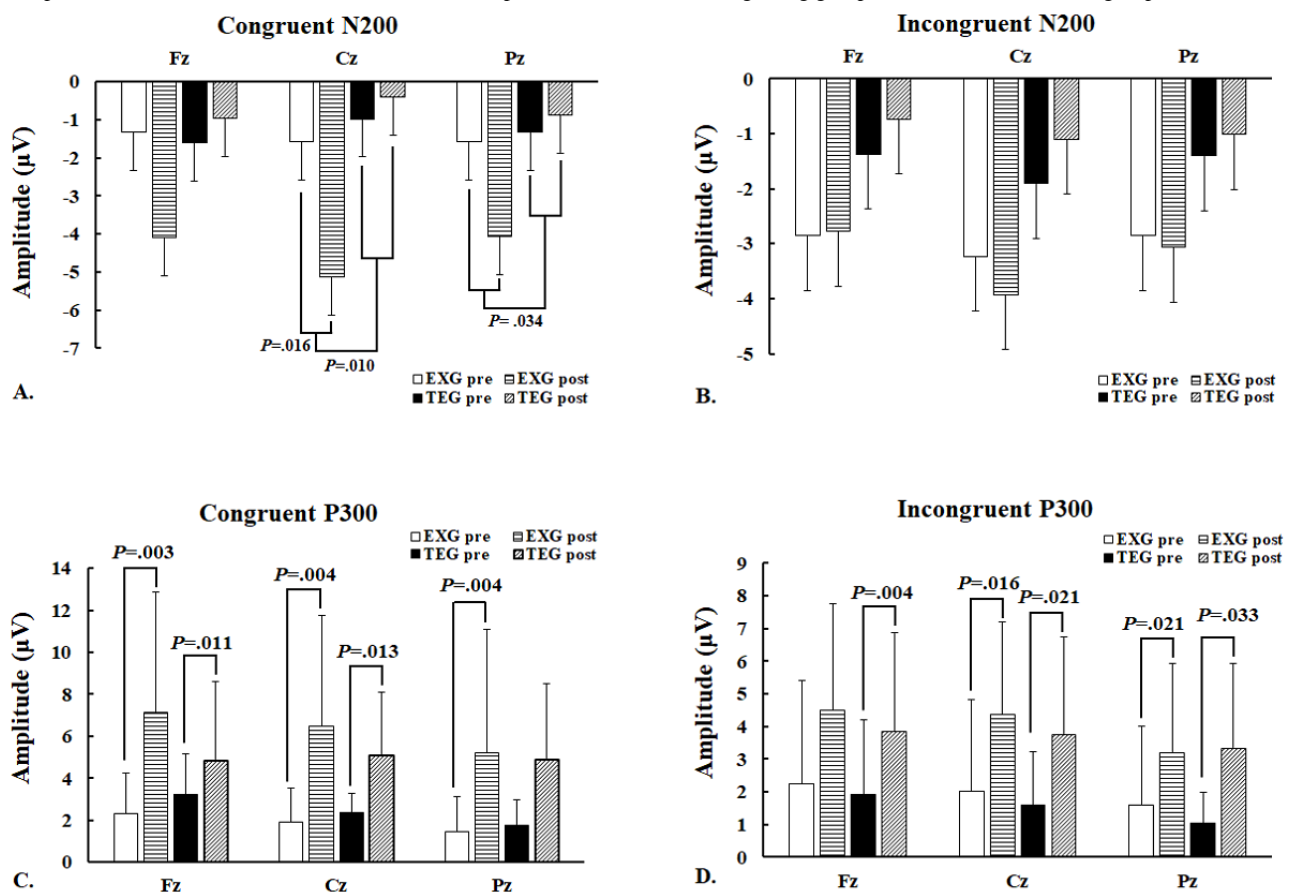 Congruent N200
Fz Cz Pz
0
-1
-2
-3
-4
-5
-6
-7
Amplitude (µV)
P=.016
P=.010
P= .034
EXG pre EXG post
TEG pre TEG post
A.
Incongruent N200
Fz Cz Pz
0
-1
-2
-3
-4
-5
Amplitude (µV)
EXG pre EXG post
TEG pre TEG post
B.
Congruent P300
EXG pre EXG post
TEG pre TEG post
P=.003
P=.004
P=.004
P=.011
P=.013
14
12
10
8
6
4
2
0
Amplitude (µV)
Fz Cz Pz
C.
Incongruent P300
EXG pre EXG post
TEG pre TEG post
P=.004
P=.016
P=.021
P=.021
P=.033
9
8
7
6
5
4
3
2
1
0
Amplitude (µV)
Fz Cz Pz
D.